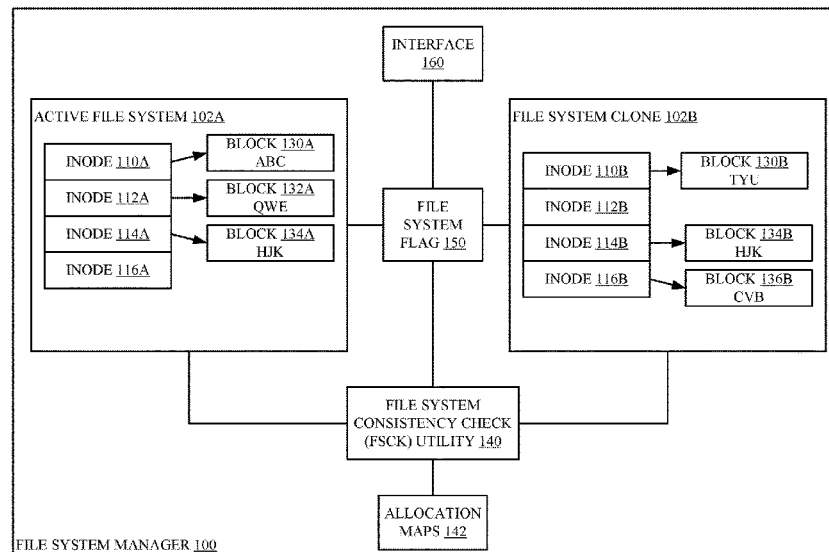 INTERFACE
160
ACTIVE FILE SYSTEM 102A
INODE 110A
INODE 112A
INODE 114A
INODE 116A
BLOCK 130A
ABC
BLOCK 132A
QWE
BLOCK 134A
HJK
FILE
SYSTEM
FLAG 150
FILE SYSTEM CLONE 102B
INODE 110B
INODE 112B
INODE 114B
INODE 116B
BLOCK 130B
TYU
BLOCK 134B
HJK
BLOCK 136B
CVB
FILE SYSTEM
CONSISTENCY CHECK
(FSCK) UTILITY 140
ALLOCATION
MAPS 142
FILE SYSTEM MANAGER 100